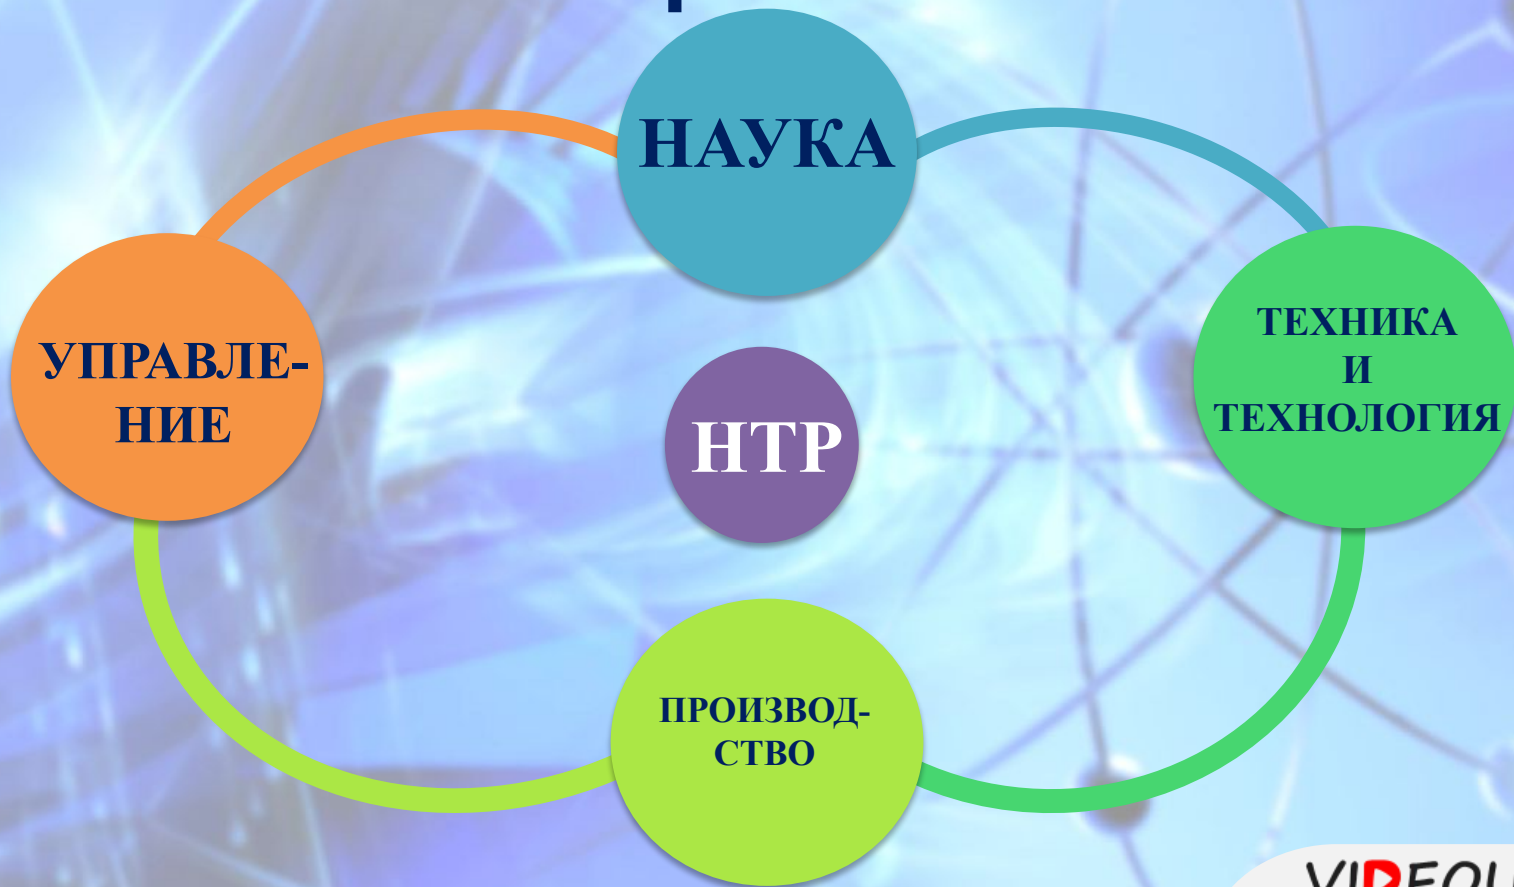 НАУКА
УПРАВЛЕ-
НИЕ
ТЕХНИКА
И
ТЕХНОЛОГИЯ
НТР
ПРОИЗВОД-
СТВО